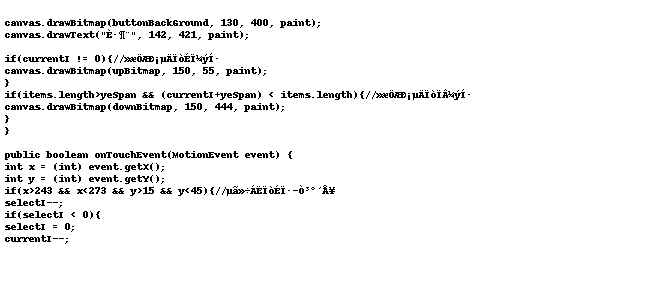 canvas.drawBitmap(buttonBackGround, 130, 400, paint);
canvas.drawText("È·¶¨", 142, 421, paint);
if(currentI != 0){//»æÖÆÐ¡µÄÏòÉÏ¼ýÍ·
canvas.drawBitmap(upBitmap, 150, 55, paint);
}
if(items.length>yeSpan && (currentI+yeSpan) < items.length){//»æÖÆÐ¡µÄÏòÏÂ¼ýÍ·
canvas.drawBitmap(downBitmap, 150, 444, paint);
}
}
public boolean onTouchEvent(MotionEvent event) {
int x = (int) event.getX();
int y = (int) event.getY();
if(x>243 && x<273 && y>15 && y<45){//µã»÷ÁËÏòÉÏ·­Ò³°´Å¥
selectI--;
if(selectI < 0){
selectI = 0;
currentI--;